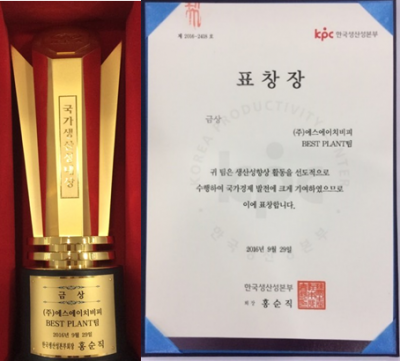 국가생산성대상
금 상
(주)에스에이치비피
BEST PLANT팀
2016년 9월 29일
한국생산성본부회장 홍순직
제 2016-2458 호
kpc 한국생산성본부
표 창 장
금상
(주)에스에이치비피
BEST PLANT팀
귀 팀은 생산성향상 활동을 선도적으로
수행하여 국가경제 발전에 크게 기여하였으므로
이에 표창합니다.
2016년 9월 29일
한국생산성본부
회 장 홍 순 직